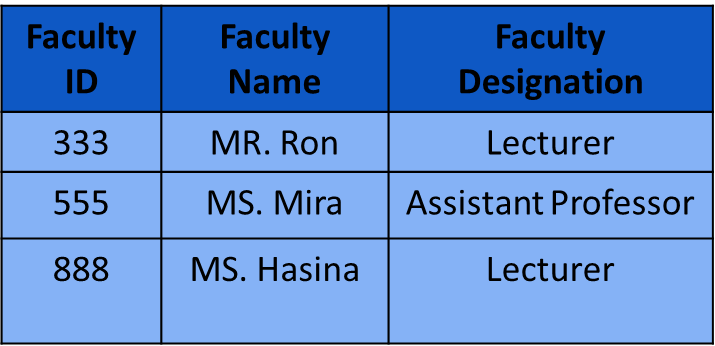 Faculty ID Faculty Name Faculty Designation
333 MR. Ron Lecturer
555 MS. Mira Assistant Professor
888 MS. Hasina Lecturer